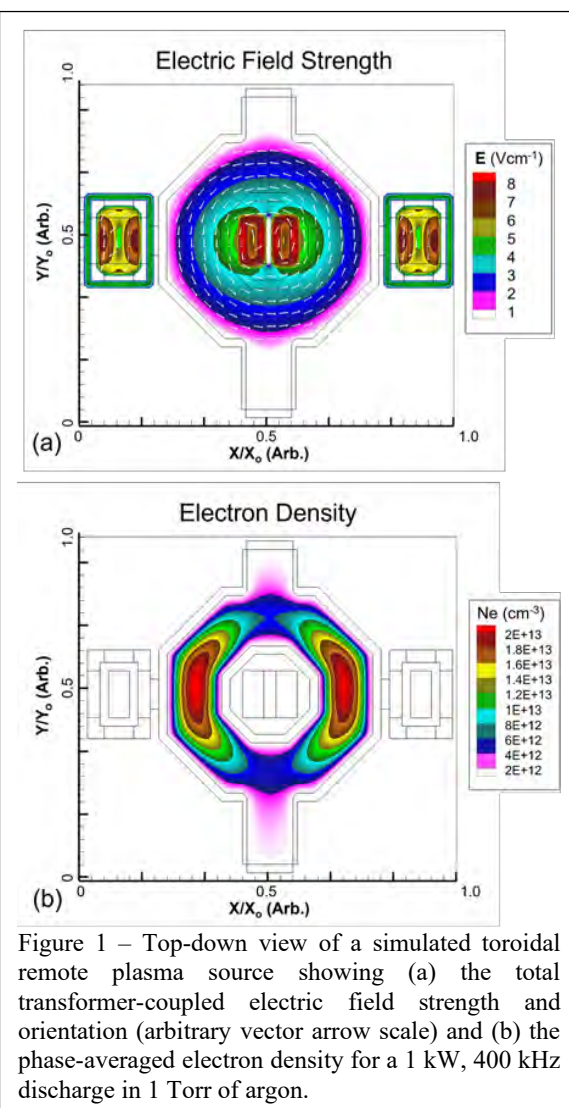 Electric Field Strength
1.0
Y/Yₒ (Arb.)
0.5
0
E (Vcm⁻¹)
8
7
6
5
4
3
2
1
(a)
0
0.5
1.0
X/Xₒ (Arb.)
Electron Density
1.0
Y/Yₒ (Arb.)
0.5
0
Ne (cm⁻³)
2E+13
1.8E+13
1.6E+13
1.4E+13
1.2E+13
1E+13
8E+12
6E+12
4E+12
2E+12
(b)
0
0.5
1.0
X/Xₒ (Arb.)
Figure 1 – Top-down view of a simulated toroidal
remote plasma source showing (a) the total
transformer-coupled electric field strength and
orientation (arbitrary vector arrow scale) and (b) the
phase-averaged electron density for a 1 kW, 400 kHz
discharge in 1 Torr of argon.